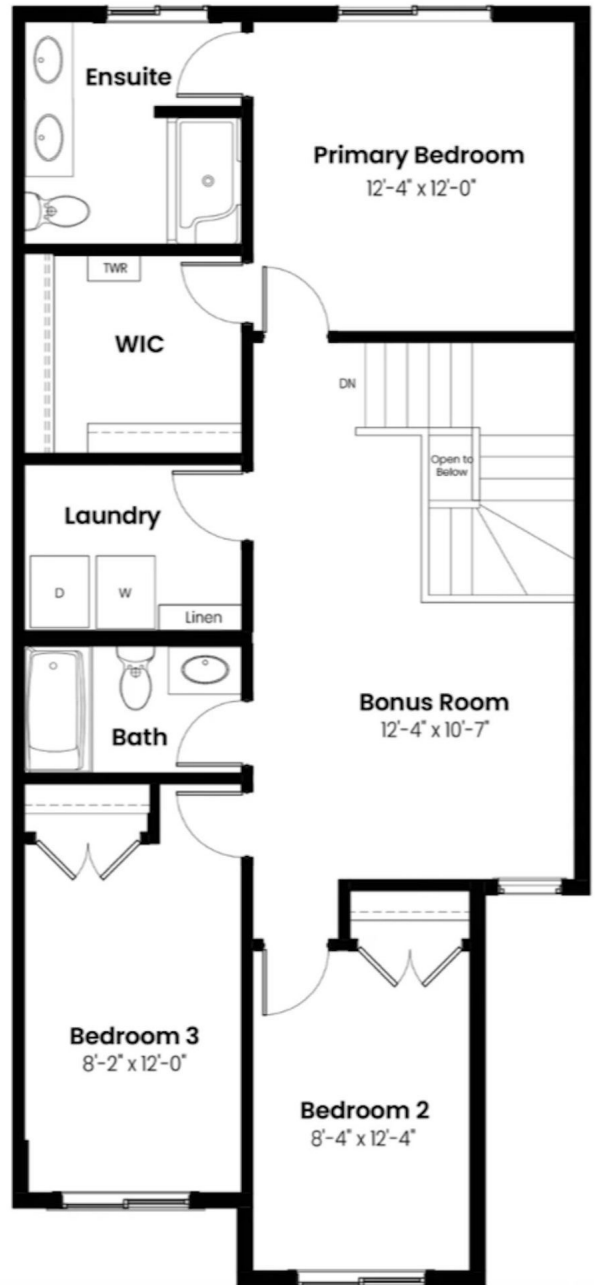 Ensuite
Primary Bedroom
12'-4" x 12'-0"
TWR
WIC
DN
Open to
Below
Laundry
D
W
Linen
Bonus Room
12'-4" x 10'-7"
Bath
Bedroom 3
8'-2" x 12'-0"
Bedroom 2
8'-4" x 12'-4"